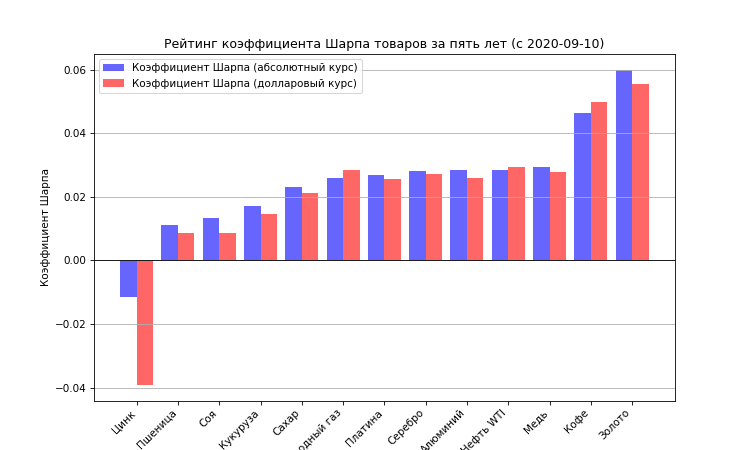 Рейтинг коэффициента Шарпа товаров за пять лет (с 2020-09-10)
Коэффициент Шарпа (абсолютный курс)
Коэффициент Шарпа (долларовый курс)
Коэффициент Шарпа
0.06
0.04
0.02
0.00
−0.02
−0.04
Цинк
Пшеница
Соя
Кукуруза
Сахар
одный газ
Платина
Серебро
Алюминий
Нефть WTI
Медь
Кофе
Золото